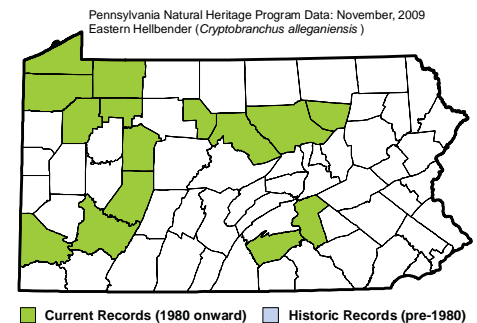 Pennsylvania Natural Heritage Program Data: November, 2009
Eastern Hellbender (Cryptobranchus alleganiensis )
Current Records (1980 onward) Historic Records (pre-1980)